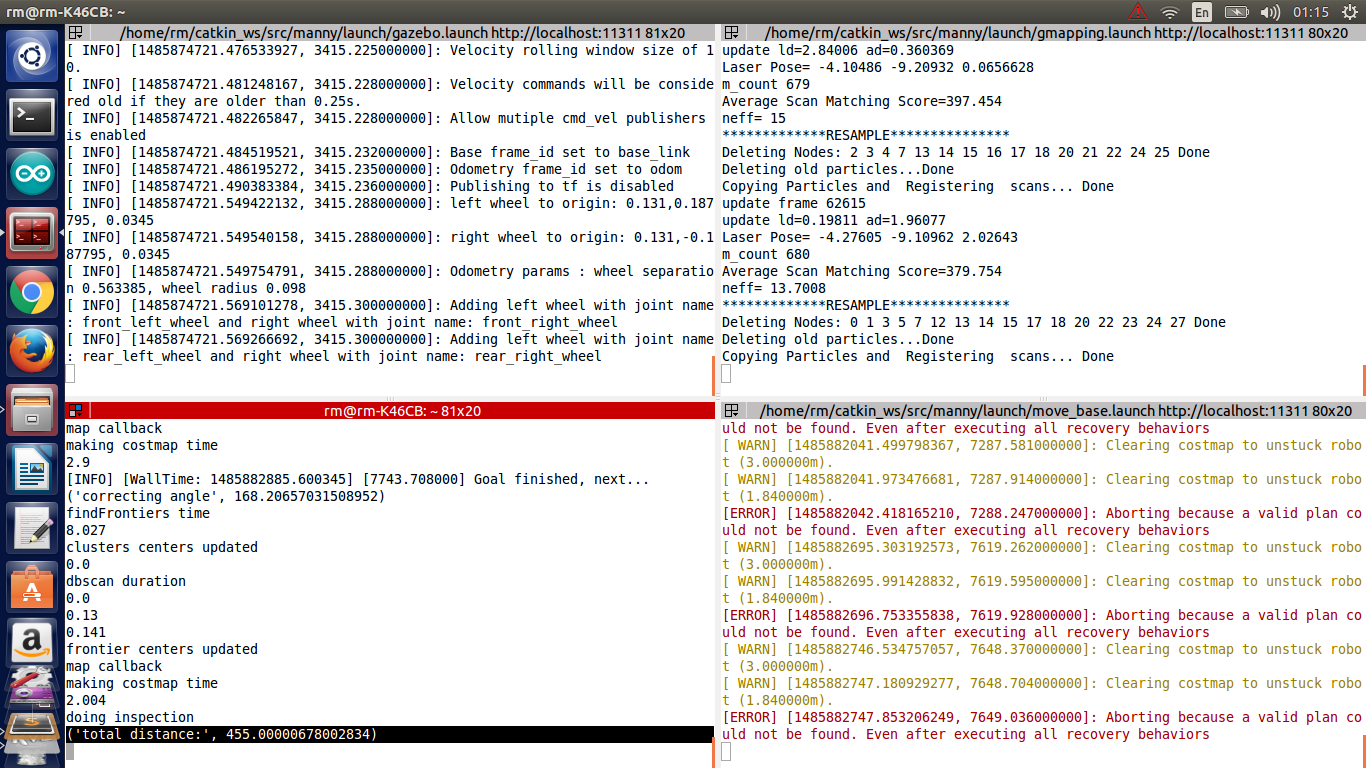 rm@rm-K46CB: ~
En
01:15
/home/rm/catkin_ws/src/manny/launch/gazebo.launch http://localhost:11311 81x20
[ INFO] [1485874721.476533927, 3415.225000000]: Velocity rolling window size of 1
0.
[ INFO] [1485874721.481248167, 3415.228000000]: Velocity commands will be conside
red old if they are older than 0.25s.
[ INFO] [1485874721.482265847, 3415.228000000]: Allow mutiple cmd_vel publishers
is enabled
[ INFO] [1485874721.484519521, 3415.232000000]: Base frame_id set to base_link
[ INFO] [1485874721.486195272, 3415.235000000]: Odometry frame_id set to odom
[ INFO] [1485874721.490383384, 3415.236000000]: Publishing to tf is disabled
[ INFO] [1485874721.549422132, 3415.288000000]: left wheel to origin: 0.131,0.187
795, 0.0345
[ INFO] [1485874721.549540158, 3415.288000000]: right wheel to origin: 0.131,-0.1
87795, 0.0345
[ INFO] [1485874721.549754791, 3415.288000000]: Odometry params : wheel separatio
n 0.563385, wheel radius 0.098
[ INFO] [1485874721.569101278, 3415.300000000]: Adding left wheel with joint name
: front_left_wheel and right wheel with joint name: front_right_wheel
[ INFO] [1485874721.569266692, 3415.300000000]: Adding left wheel with joint name
: rear_left_wheel and right wheel with joint name: rear_right_wheel
/home/rm/catkin_ws/src/manny/launch/gmapping.launch http://localhost:11311 80x20
update ld=2.84006 ad=0.360369
Laser Pose= -4.10486 -9.20932 0.0656628
m_count 679
Average Scan Matching Score=397.454
neff= 15
*************RESAMPLE***************
Deleting Nodes: 2 3 4 7 13 14 15 16 17 18 20 21 22 24 25 Done
Deleting old particles...Done
Copying Particles and  Registering  scans... Done
update frame 62615
update ld=0.19811 ad=1.96077
Laser Pose= -4.27605 -9.10962 2.02643
m_count 680
Average Scan Matching Score=379.754
neff= 13.7008
*************RESAMPLE***************
Deleting Nodes: 0 1 3 5 7 12 13 14 15 17 18 20 22 23 24 27 Done
Deleting old particles...Done
Copying Particles and  Registering  scans... Done
rm@rm-K46CB: ~ 81x20
map callback
making costmap time
2.9
[INFO] [WallTime: 1485882885.600345] [7743.708000] Goal finished, next...
('correcting angle', 168.20657031508952)
findFrontiers time
8.027
clusters centers updated
0.0
dbscan duration
0.0
0.13
0.141
frontier centers updated
map callback
making costmap time
2.004
doing inspection
('total distance:', 455.00000678002834)
/home/rm/catkin_ws/src/manny/launch/move_base.launch http://localhost:11311 80x20
uld not be found. Even after executing all recovery behaviors
[ WARN] [1485882041.499798367, 7287.581000000]: Clearing costmap to unstuck robo
t (3.000000m).
[ WARN] [1485882041.973476681, 7287.914000000]: Clearing costmap to unstuck robo
t (1.840000m).
[ERROR] [1485882042.418165210, 7288.247000000]: Aborting because a valid plan co
uld not be found. Even after executing all recovery behaviors
[ WARN] [1485882695.303192573, 7619.262000000]: Clearing costmap to unstuck robo
t (3.000000m).
[ WARN] [1485882695.991428832, 7619.595000000]: Clearing costmap to unstuck robo
t (1.840000m).
[ERROR] [1485882696.753355838, 7619.928000000]: Aborting because a valid plan co
uld not be found. Even after executing all recovery behaviors
[ WARN] [1485882746.534757057, 7648.370000000]: Clearing costmap to unstuck robo
t (3.000000m).
[ WARN] [1485882747.180929277, 7648.704000000]: Clearing costmap to unstuck robo
t (1.840000m).
[ERROR] [1485882747.853206249, 7649.036000000]: Aborting because a valid plan co
uld not be found. Even after executing all recovery behaviors